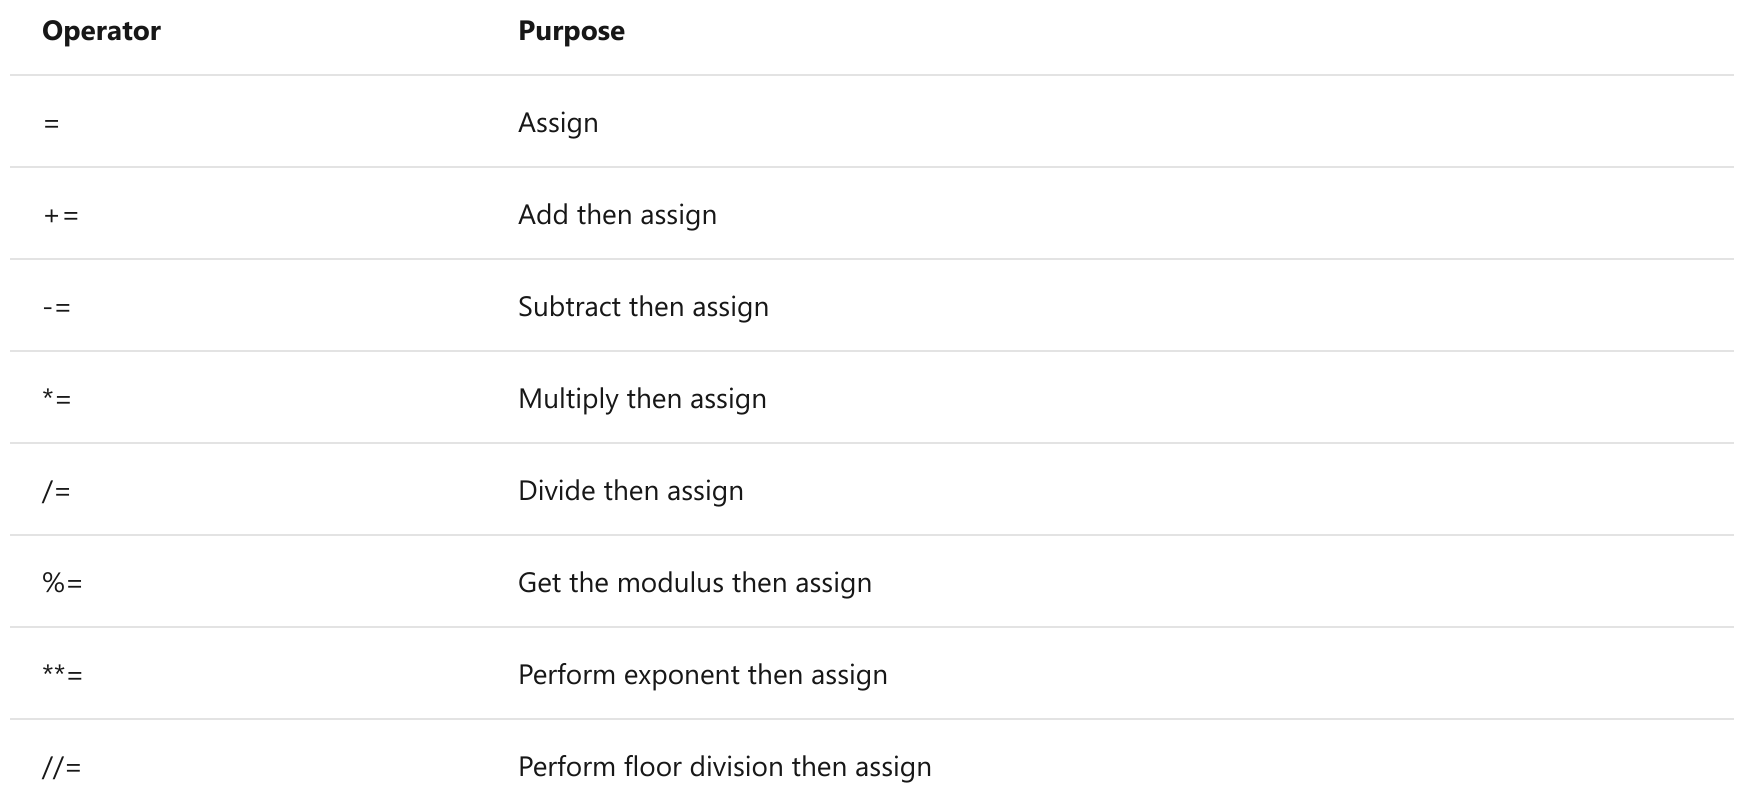 Operator Purpose
= Assign
+= Add then assign
-= Subtract then assign
*= Multiply then assign
/= Divide then assign
%= Get the modulus then assign
**= Perform exponent then assign
//= Perform floor division then assign